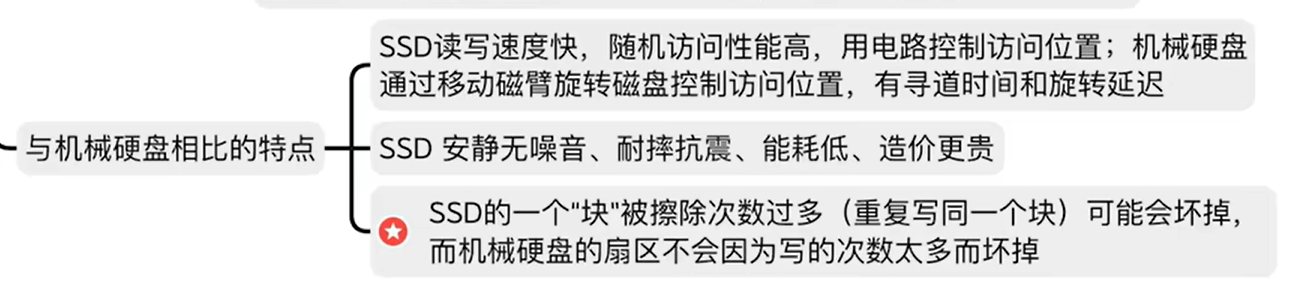 SSD读写速度快，随机访问性能高，用电路控制访问位置；机械硬盘
通过移动磁臂旋转磁盘控制访问位置，有寻道时间和旋转延迟
与机械硬盘相比的特点
SSD 安静无噪音、耐摔抗震、能耗低、造价更贵
SSD的一个"块"被擦除次数过多（重复写同一个块）可能会坏掉，
而机械硬盘的扇区不会因为写的次数太多而坏掉